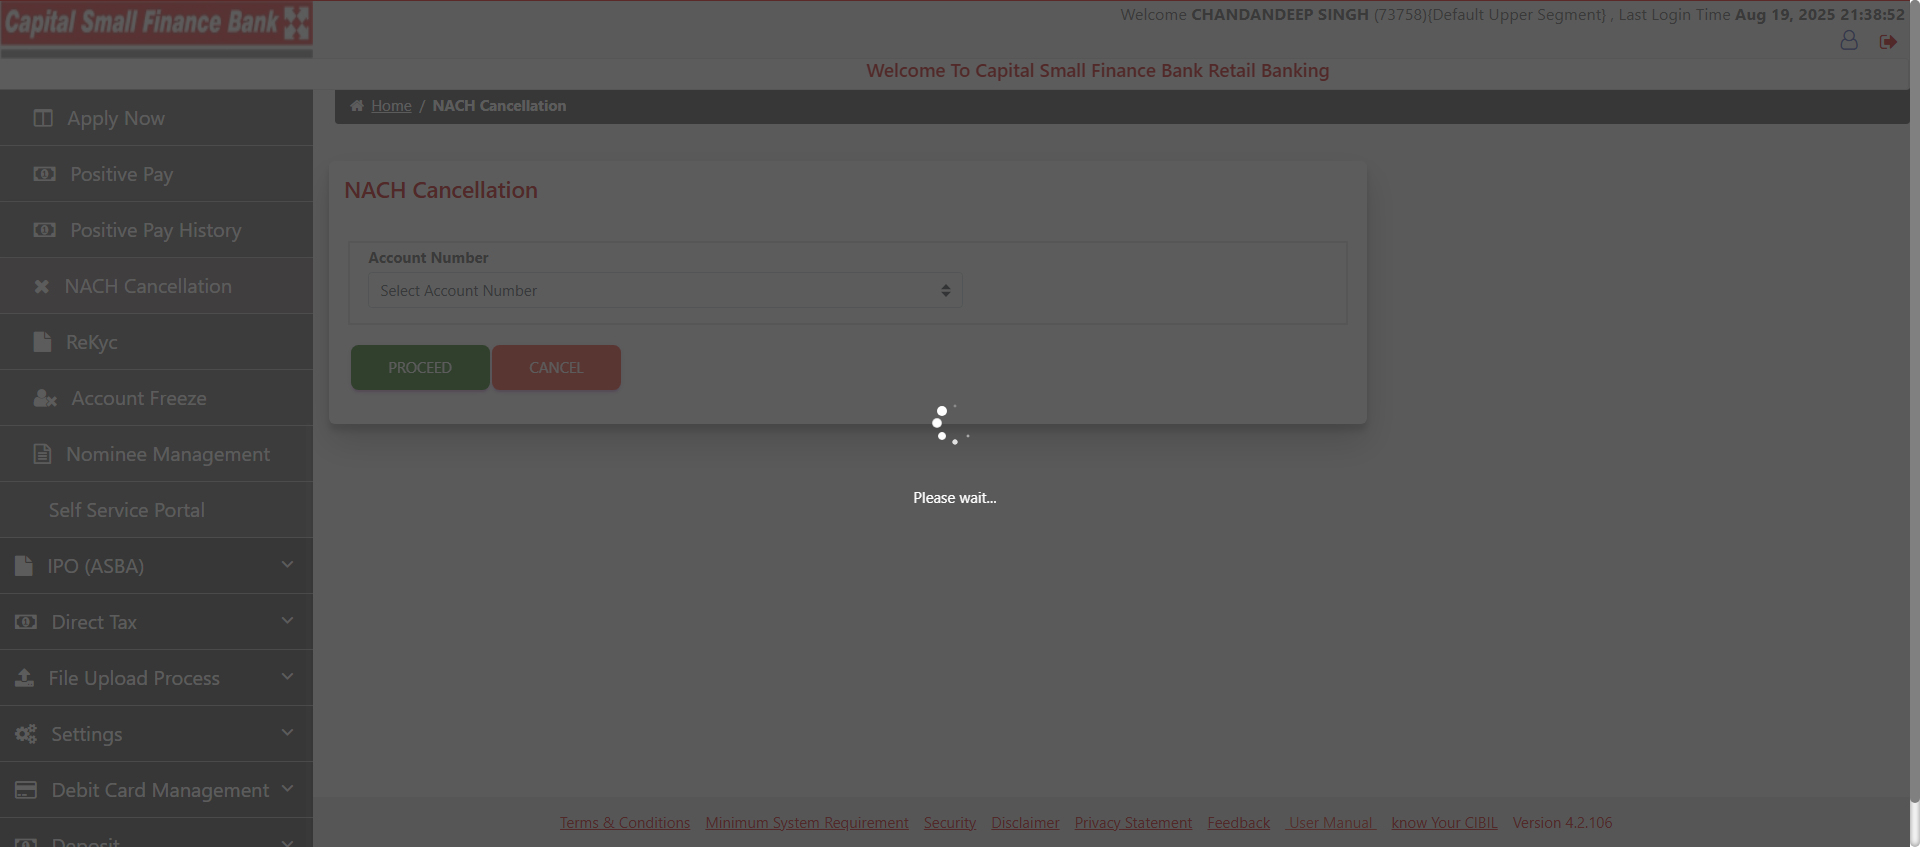 Capital Small Finance Bank
Welcome CHANDANDEEP SINGH (73758){Default Upper Segment} , Last Login Time Aug 19, 2025 21:38:52
Welcome To Capital Small Finance Bank Retail Banking
Home / NACH Cancellation
Apply Now
Positive Pay
Positive Pay History
NACH Cancellation
ReKyc
Account Freeze
Nominee Management
Self Service Portal
IPO (ASBA)
Direct Tax
File Upload Process
Settings
Debit Card Management
Deposit
NACH Cancellation
Account Number
Select Account Number
PROCEED CANCEL
Please wait...
Terms & Conditions Minimum System Requirement Security Disclaimer Privacy Statement Feedback User Manual know Your CIBIL Version 4.2.106